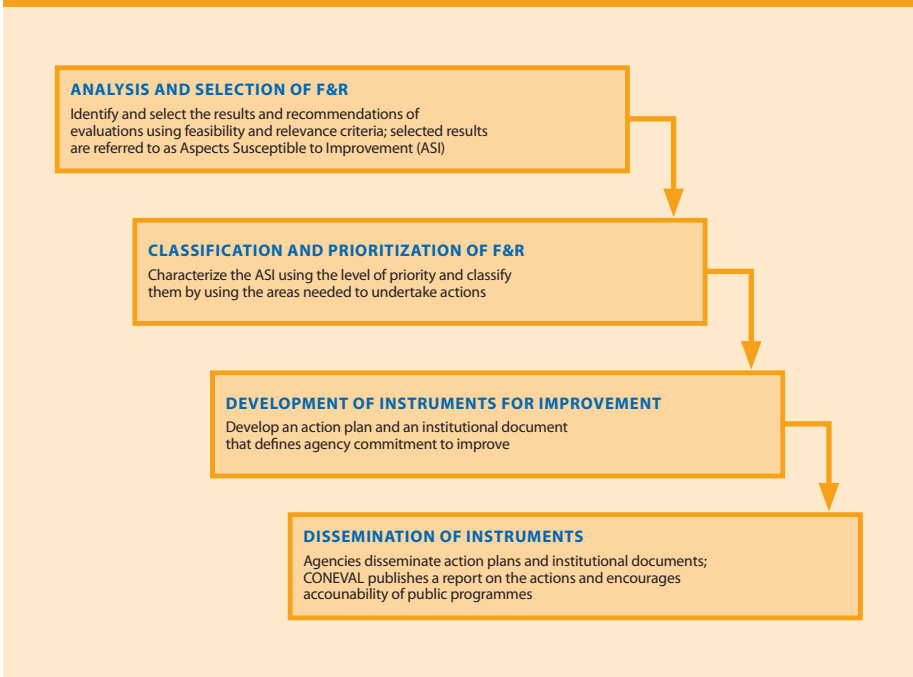 ANALYSIS AND SELECTION OF F&R
Identify and select the results and recommendations of
evaluations using feasibility and relevance criteria; selected results
are referred to as Aspects Susceptible to Improvement (ASI)
CLASSIFICATION AND PRIORITIZATION OF F&R
Characterize the ASI using the level of priority and classify
them by using the areas needed to undertake actions
DEVELOPMENT OF INSTRUMENTS FOR IMPROVEMENT
Develop an action plan and an institutional document
that defines agency commitment to improve
DISSEMINATION OF INSTRUMENTS
Agencies disseminate action plans and institutional documents;
CONEVAL publishes a report on the actions and encourages
accounability of public programmes